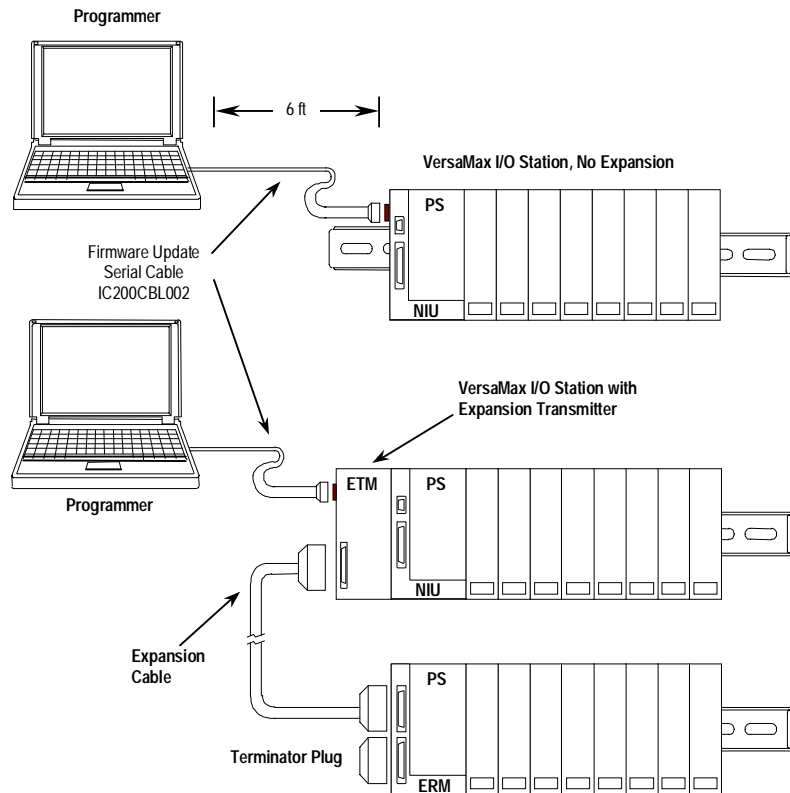 Programmer
6 ft
VersaMax I/O Station, No Expansion
PS
NIU
Firmware Update
Serial Cable
IC200CBL002
VersaMax I/O Station with
Expansion Transmitter
Programmer
ETM
PS
NIU
Expansion
Cable
PS
Terminator Plug
ERM